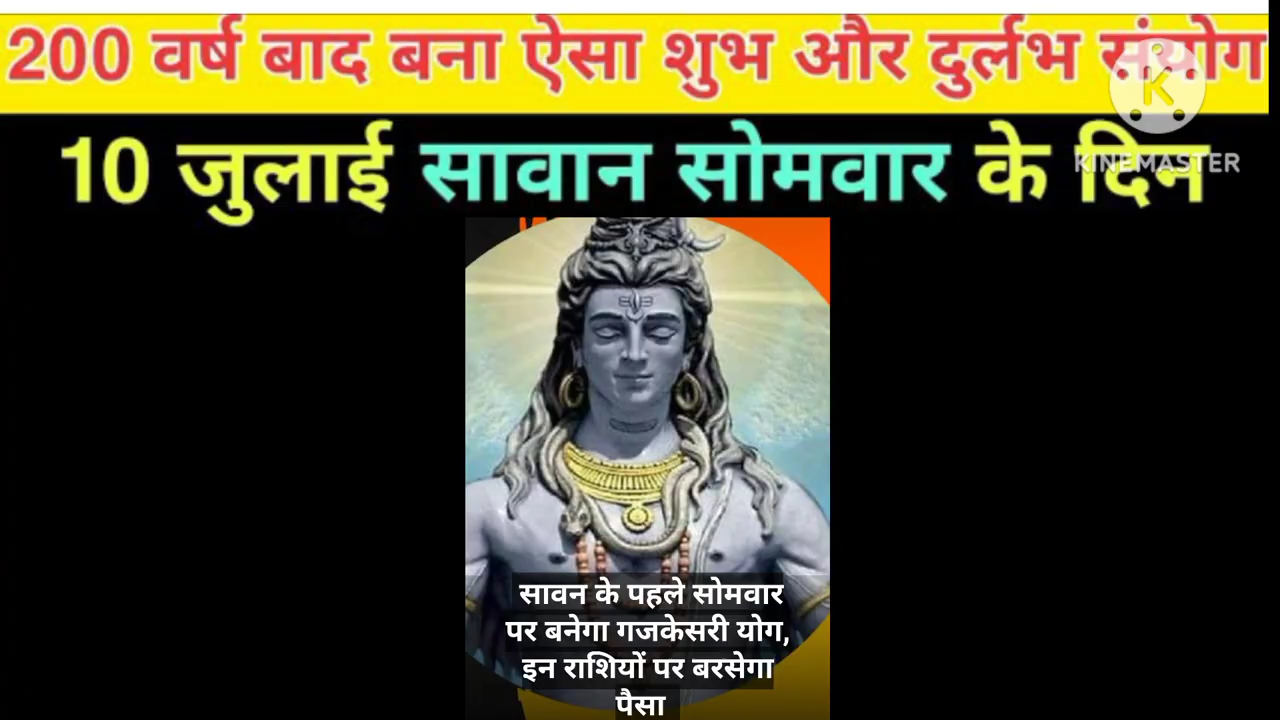 200 वर्ष बाद बना ऐसा शुभ और दुर्लभ संयोग
10 जुलाई सावान सोमवार के दिन
K
KINEMASTER
सावन के पहले सोमवार
पर बनेगा गजकेसरी योग,
इन राशियों पर बरसेगा
पैसा